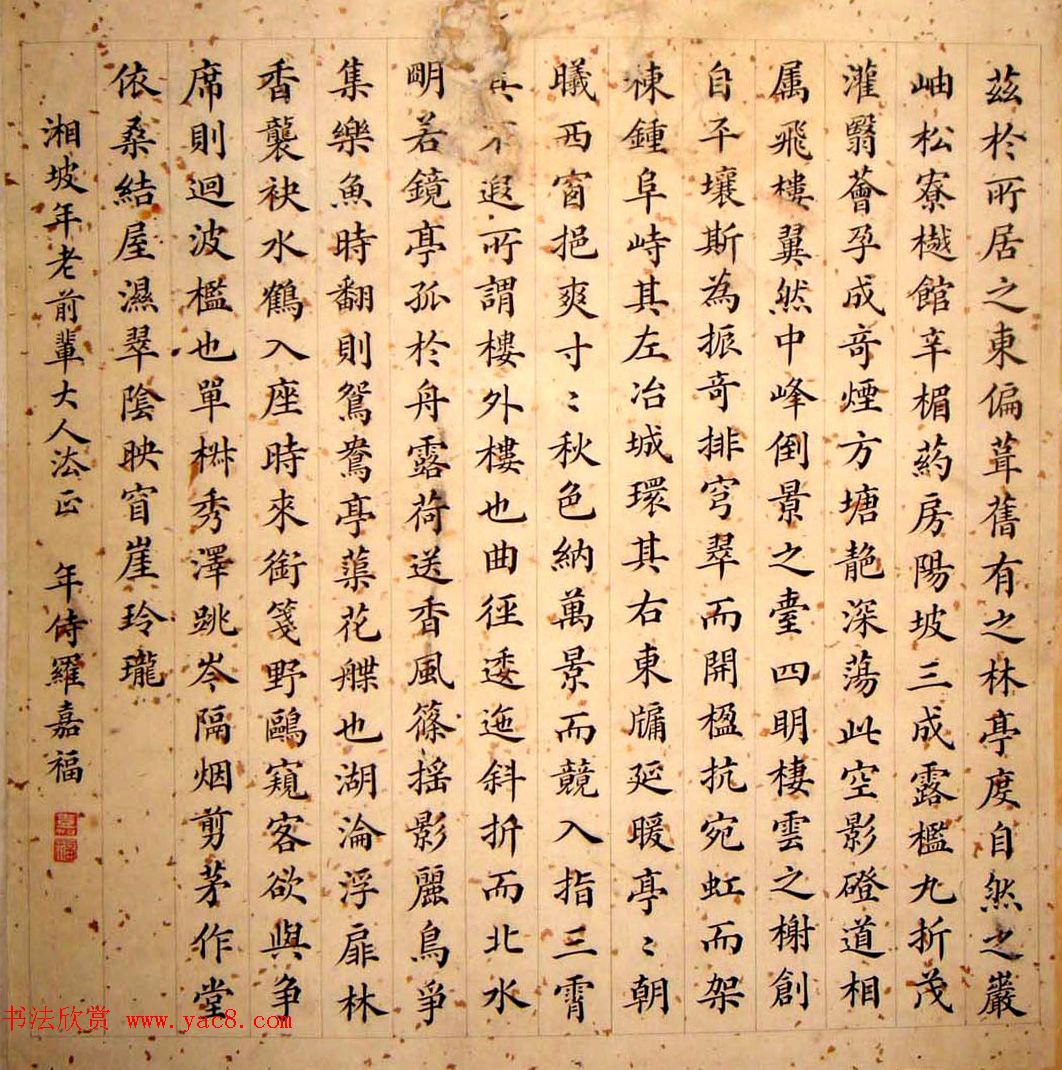 茲於所居之東偏葺舊有之林亭度自然之巖
岫松寮樾館辛楣葯房陽坡三成露檻九折茂
灌翳薈孕成奇煙方塘靘深蕩此空影磴道相
属飛樓翼然中峰倒景之臺四明棲雲之榭創
自平壤斯為振奇排穹翠而開楹抗宛虹而架
棟鍾阜峙其左冶城環其右東牖延暖亭〻朝
曦西窗挹爽寸〻秋色納萬景而競入指三霄
其不遐所謂樓外樓也曲徑逶迤斜折而北水
明若鏡亭孤於舟露荷送香風篠搖影麗鳥爭
集樂魚時翻則鴛鴦亭蕖花艓也湖淪浮扉林
香襲袂水鶴入座時來銜箋野鷗窺客欲與争
席則迴波檻也單椒秀澤跳岑隔烟剪茅作堂
依桑結屋濕翠陰映窅崖玲瓏
湘坡年老前輩大人法正 年侍羅嘉福
嘉福
书法欣赏 www.yac8.com